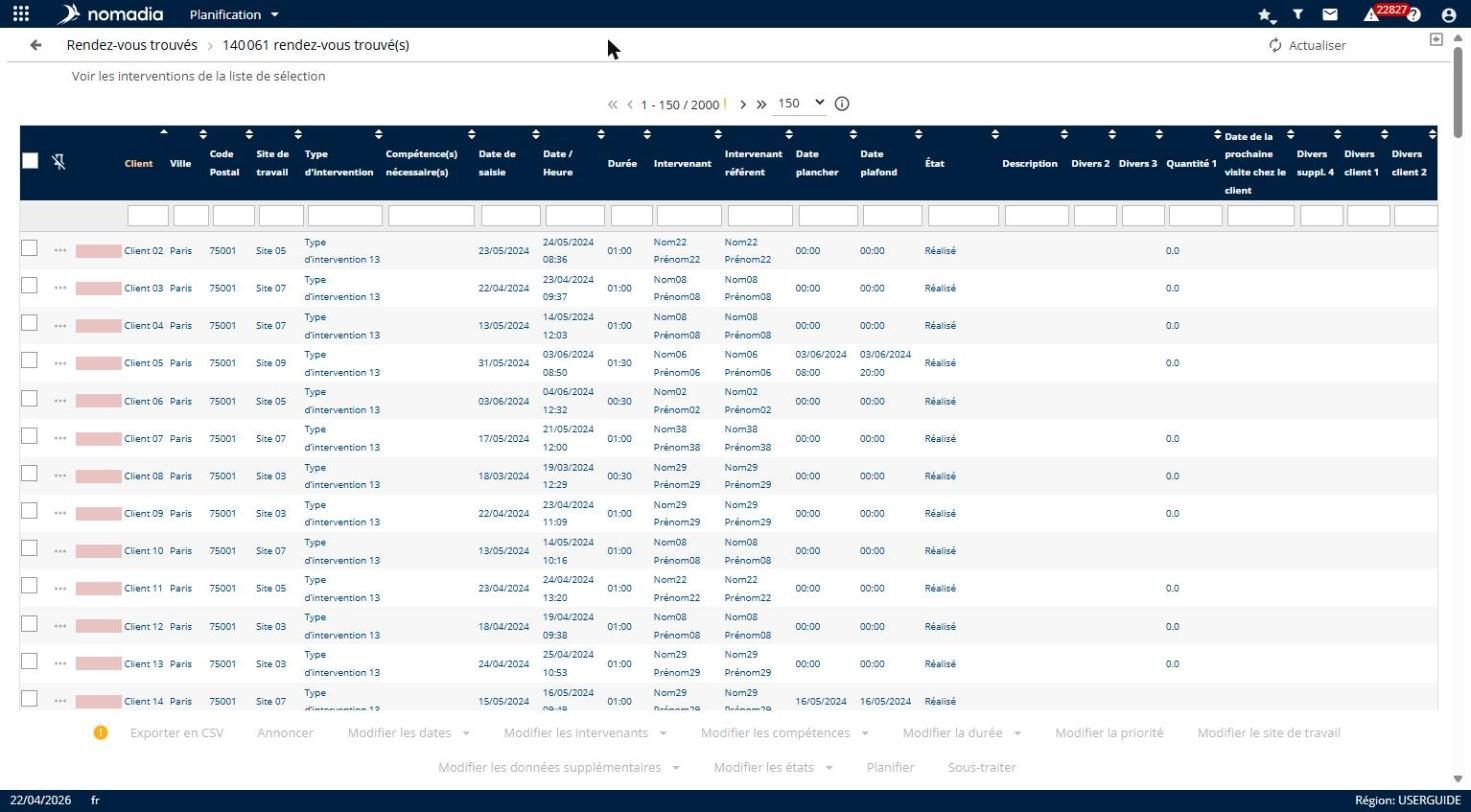 nomadia Planification 22827
Rendez-vous trouvés > 140 061 rendez-vous trouvé(s) Actualiser
Voir les interventions de la liste de sélection
« ‹ 1 - 150 / 2000 ! › » 150
Client Ville Code Postal Site de travail Type d'intervention Compétence(s) nécessaire(s) Date de saisie Date / Heure Durée Intervenant Intervenant référent Date plancher Date plafond État Description Divers 2 Divers 3 Quantité 1 Date de la prochaine visite chez le client Divers suppl. 4 Divers client 1 Divers client 2
Client 02 Paris 75001 Site 05 Type d'intervention 13 23/05/2024 24/05/2024 08:36 01:00 Nom22 Prénom22 Nom22 Prénom22 00:00 00:00 Réalisé 0.0
Client 03 Paris 75001 Site 07 Type d'intervention 13 22/04/2024 23/04/2024 09:37 01:00 Nom08 Prénom08 Nom08 Prénom08 00:00 00:00 Réalisé 0.0
Client 04 Paris 75001 Site 07 Type d'intervention 13 13/05/2024 14/05/2024 12:03 01:00 Nom08 Prénom08 Nom08 Prénom08 00:00 00:00 Réalisé 0.0
Client 05 Paris 75001 Site 09 Type d'intervention 13 31/05/2024 03/06/2024 08:50 01:30 Nom06 Prénom06 Nom06 Prénom06 03/06/2024 08:00 03/06/2024 20:00 Réalisé 0.0
Client 06 Paris 75001 Site 05 Type d'intervention 13 03/06/2024 04/06/2024 12:32 00:30 Nom02 Prénom02 Nom02 Prénom02 00:00 00:00 Réalisé
Client 07 Paris 75001 Site 07 Type d'intervention 13 17/05/2024 21/05/2024 12:00 01:00 Nom38 Prénom38 Nom38 Prénom38 00:00 00:00 Réalisé 0.0
Client 08 Paris 75001 Site 03 Type d'intervention 13 18/03/2024 19/03/2024 12:29 00:30 Nom29 Prénom29 Nom29 Prénom29 00:00 00:00 Réalisé 0.0
Client 09 Paris 75001 Site 03 Type d'intervention 13 22/04/2024 23/04/2024 11:09 01:00 Nom29 Prénom29 Nom29 Prénom29 00:00 00:00 Réalisé 0.0
Client 10 Paris 75001 Site 07 Type d'intervention 13 13/05/2024 14/05/2024 10:16 01:00 Nom08 Prénom08 Nom08 Prénom08 00:00 00:00 Réalisé
Client 11 Paris 75001 Site 05 Type d'intervention 13 23/04/2024 24/04/2024 13:20 01:00 Nom22 Prénom22 Nom22 Prénom22 00:00 00:00 Réalisé 0.0
Client 12 Paris 75001 Site 03 Type d'intervention 13 18/04/2024 19/04/2024 09:38 01:00 Nom08 Prénom08 Nom08 Prénom08 00:00 00:00 Réalisé 0.0
Client 13 Paris 75001 Site 03 Type d'intervention 13 24/04/2024 25/04/2024 10:53 01:00 Nom29 Prénom29 Nom29 Prénom29 00:00 00:00 Réalisé 0.0
Client 14 Paris 75001 Site 07 Type d'intervention 13 15/05/2024 16/05/2024 01:00 Nom29 Prénom29 Nom29 Prénom29 16/05/2024 16/05/2024 Réalisé
Exporter en CSV Annoncer Modifier les dates Modifier les intervenants Modifier les compétences Modifier la durée Modifier la priorité Modifier le site de travail
Modifier les données supplémentaires Modifier les états Planifier Sous-traiter
22/04/2026 fr Région: USERGUIDE